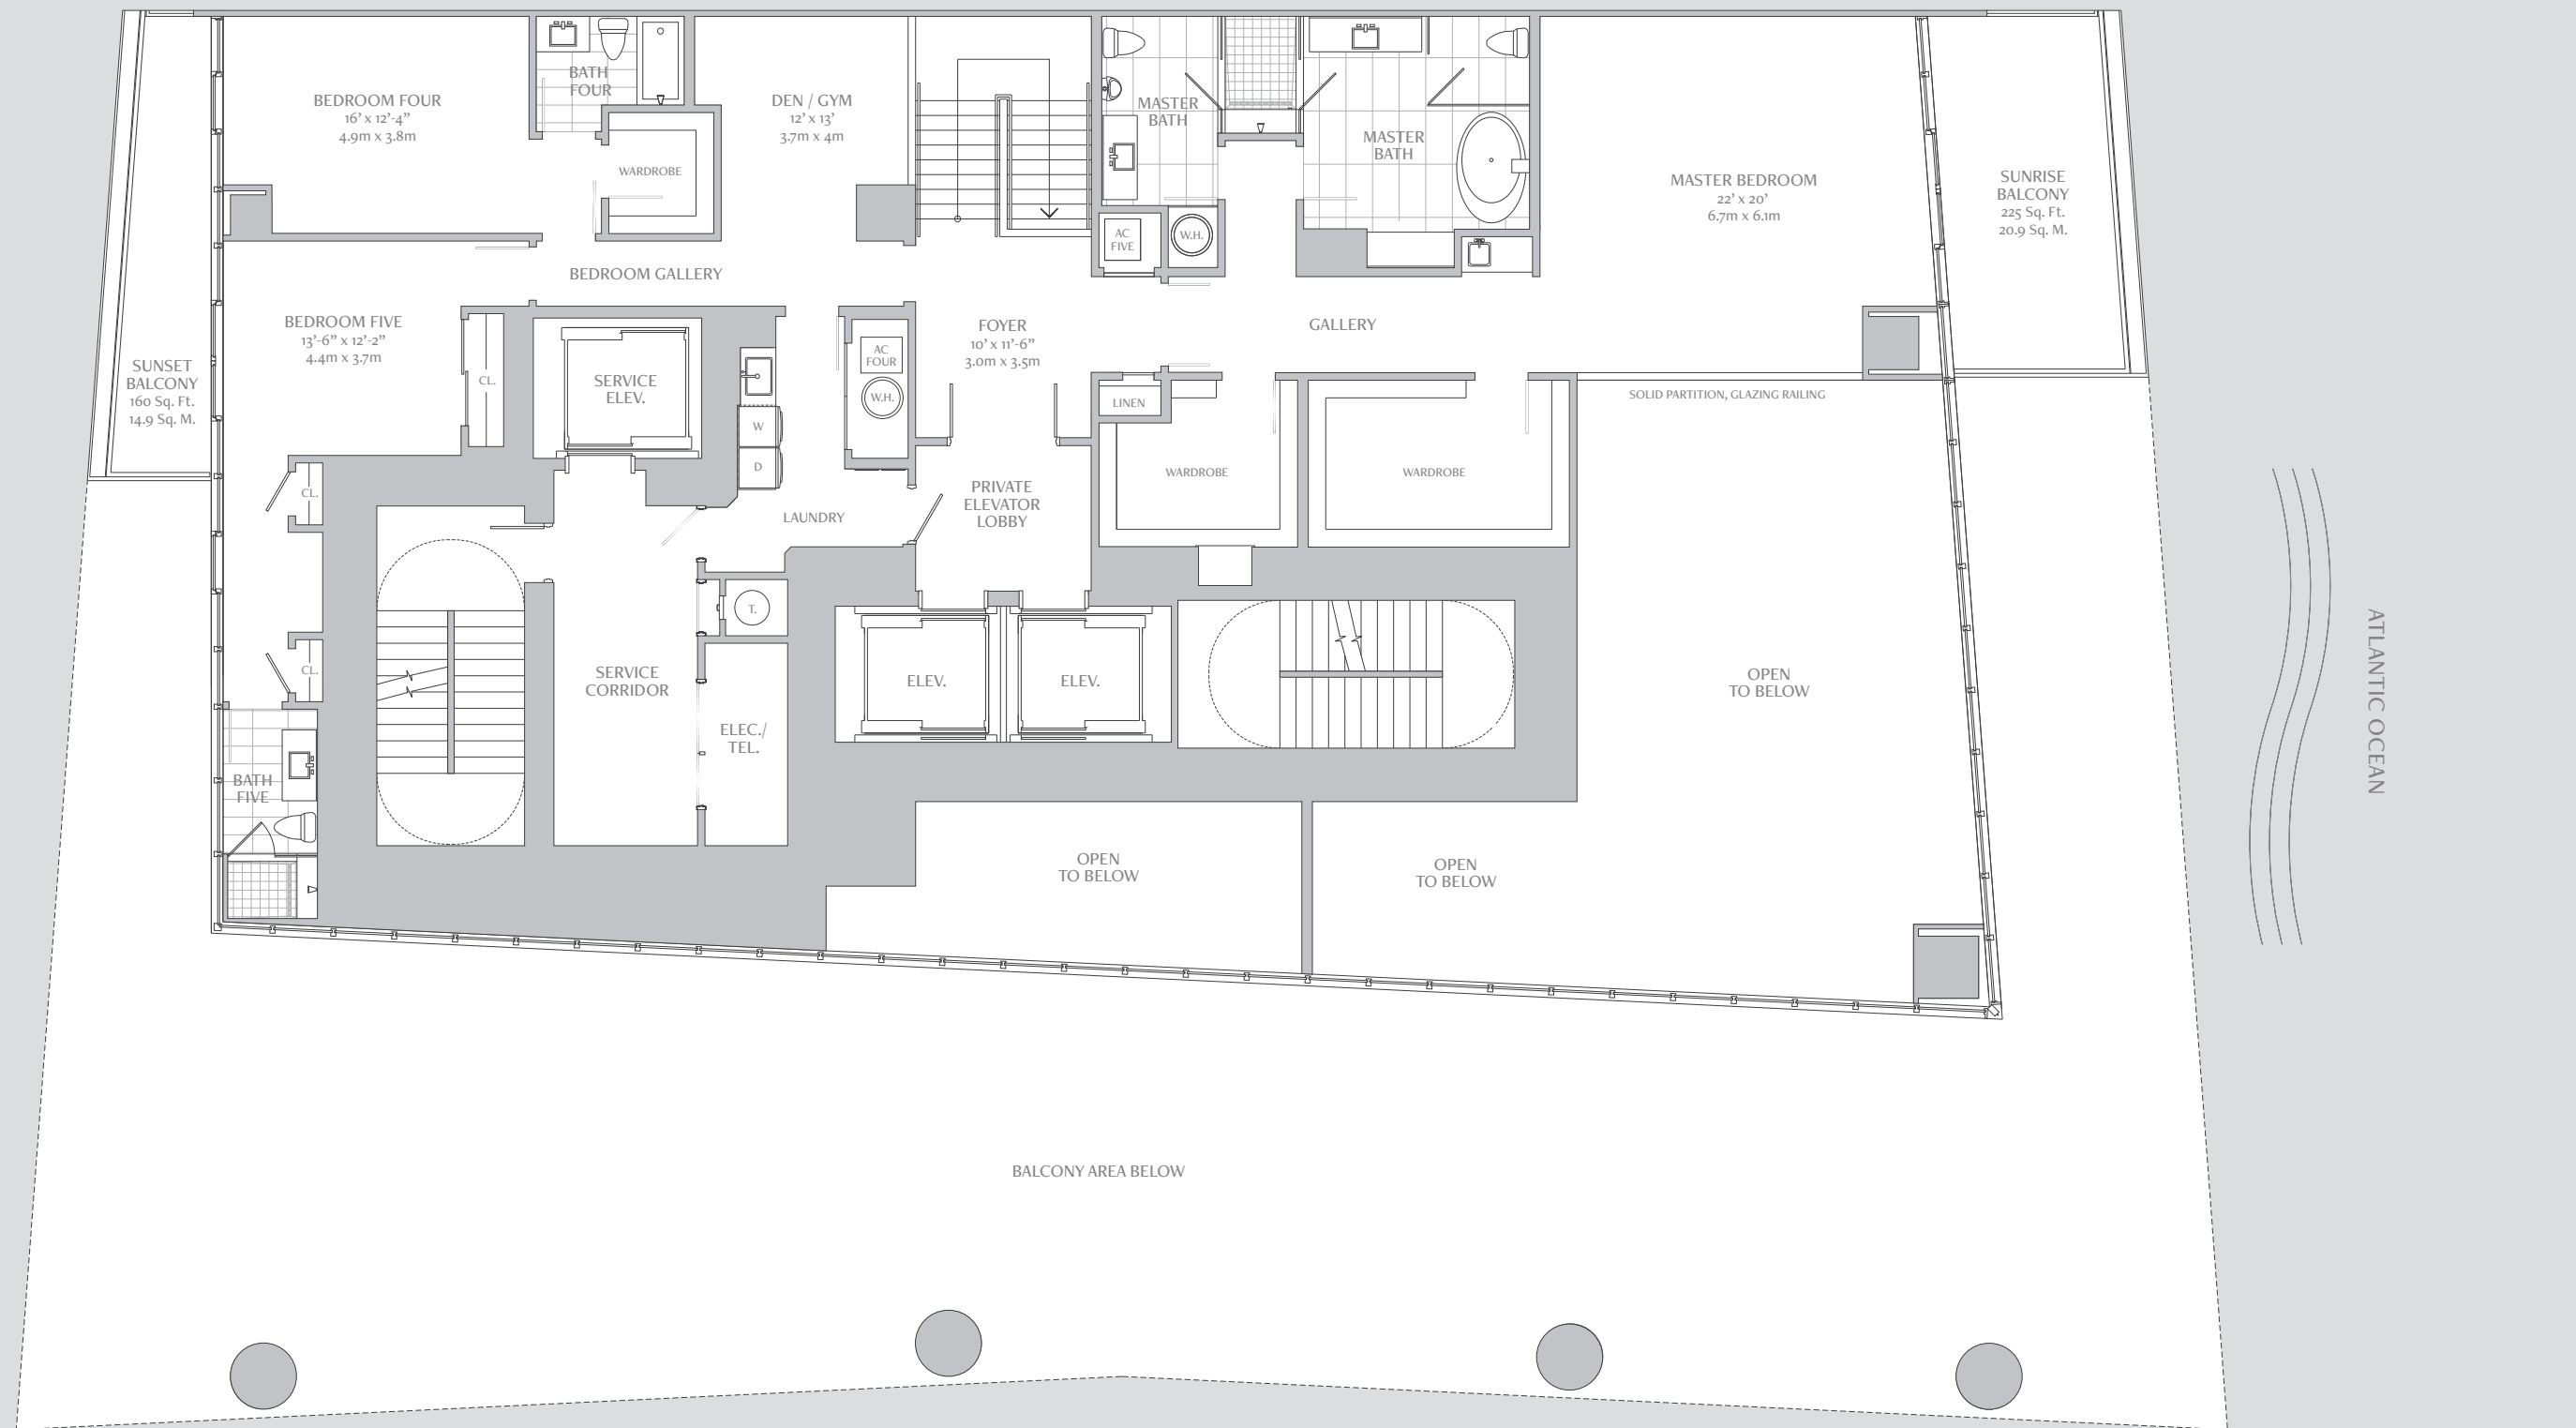 BEDROOM FOUR
16’ x 12’-4”
4.9m x 3.8m
BATH
FOUR
WARDROBE
DEN / GYM
12’ x 13’
3.7m x 4m
MASTER
BATH
MASTER
BATH
AC
FIVE
W.H.
MASTER BEDROOM
22’ x 20’
6.7m x 6.1m
SUNRISE
BALCONY
225 Sq. Ft.
20.9 Sq. M.
BEDROOM GALLERY
BEDROOM FIVE
13’-6” x 12’-2”
4.4m x 3.7m
SUNSET
BALCONY
160 Sq. Ft.
14.9 Sq. M.
CL.
SERVICE
ELEV.
W
D
AC
FOUR
W.H.
FOYER
10’ x 11’-6”
3.0m x 3.5m
GALLERY
LINEN
SOLID PARTITION, GLAZING RAILING
WARDROBE
WARDROBE
CL.
LAUNDRY
PRIVATE
ELEVATOR
LOBBY
T.
CL.
SERVICE
CORRIDOR
ELEC./
TEL.
ELEV.
ELEV.
OPEN
TO BELOW
ATLANTIC OCEAN
BATH
FIVE
OPEN
TO BELOW
OPEN
TO BELOW
BALCONY AREA BELOW